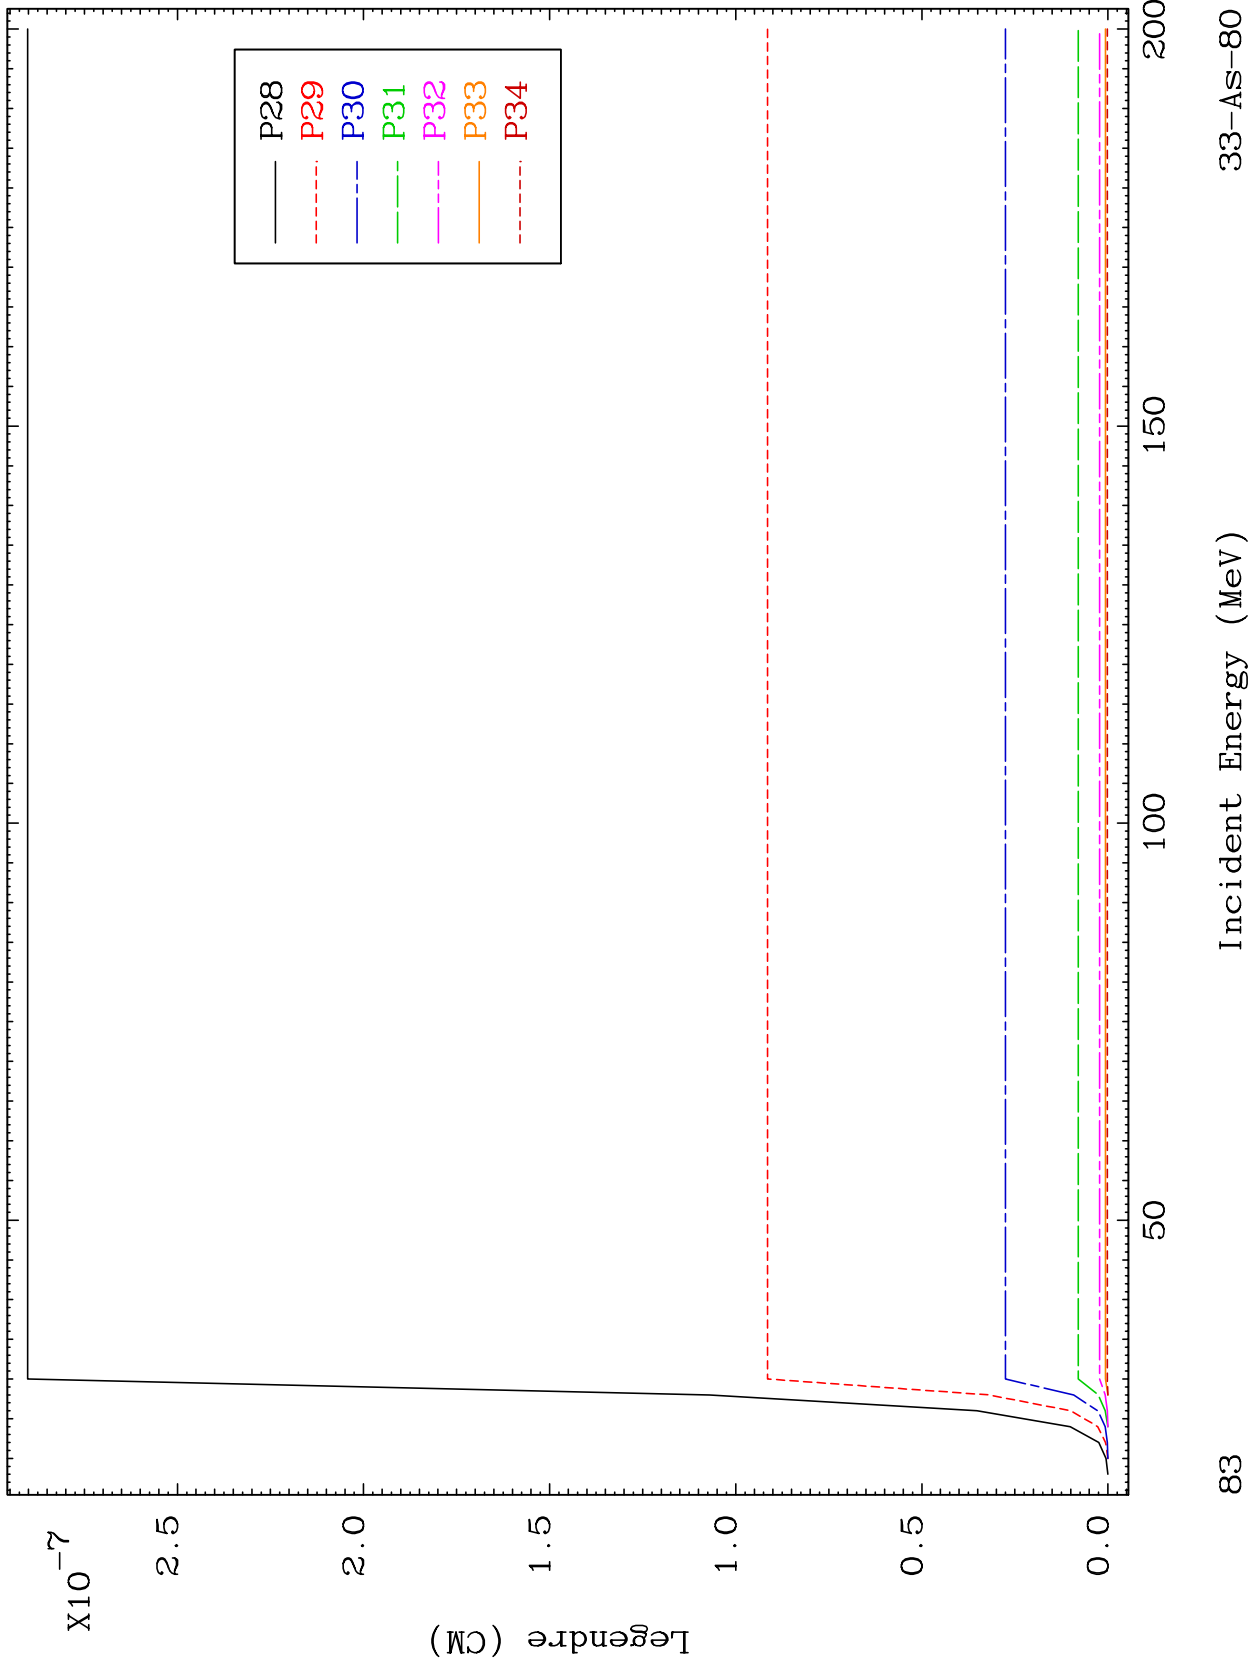 X10-7
2.5
2.0
1.5
1.0
0.5
0.0
Legendre (CM)
P28
P29
P30
P31
P32
P33
P34
50
100
150
200
Incident Energy (MeV)
83
33-As-80